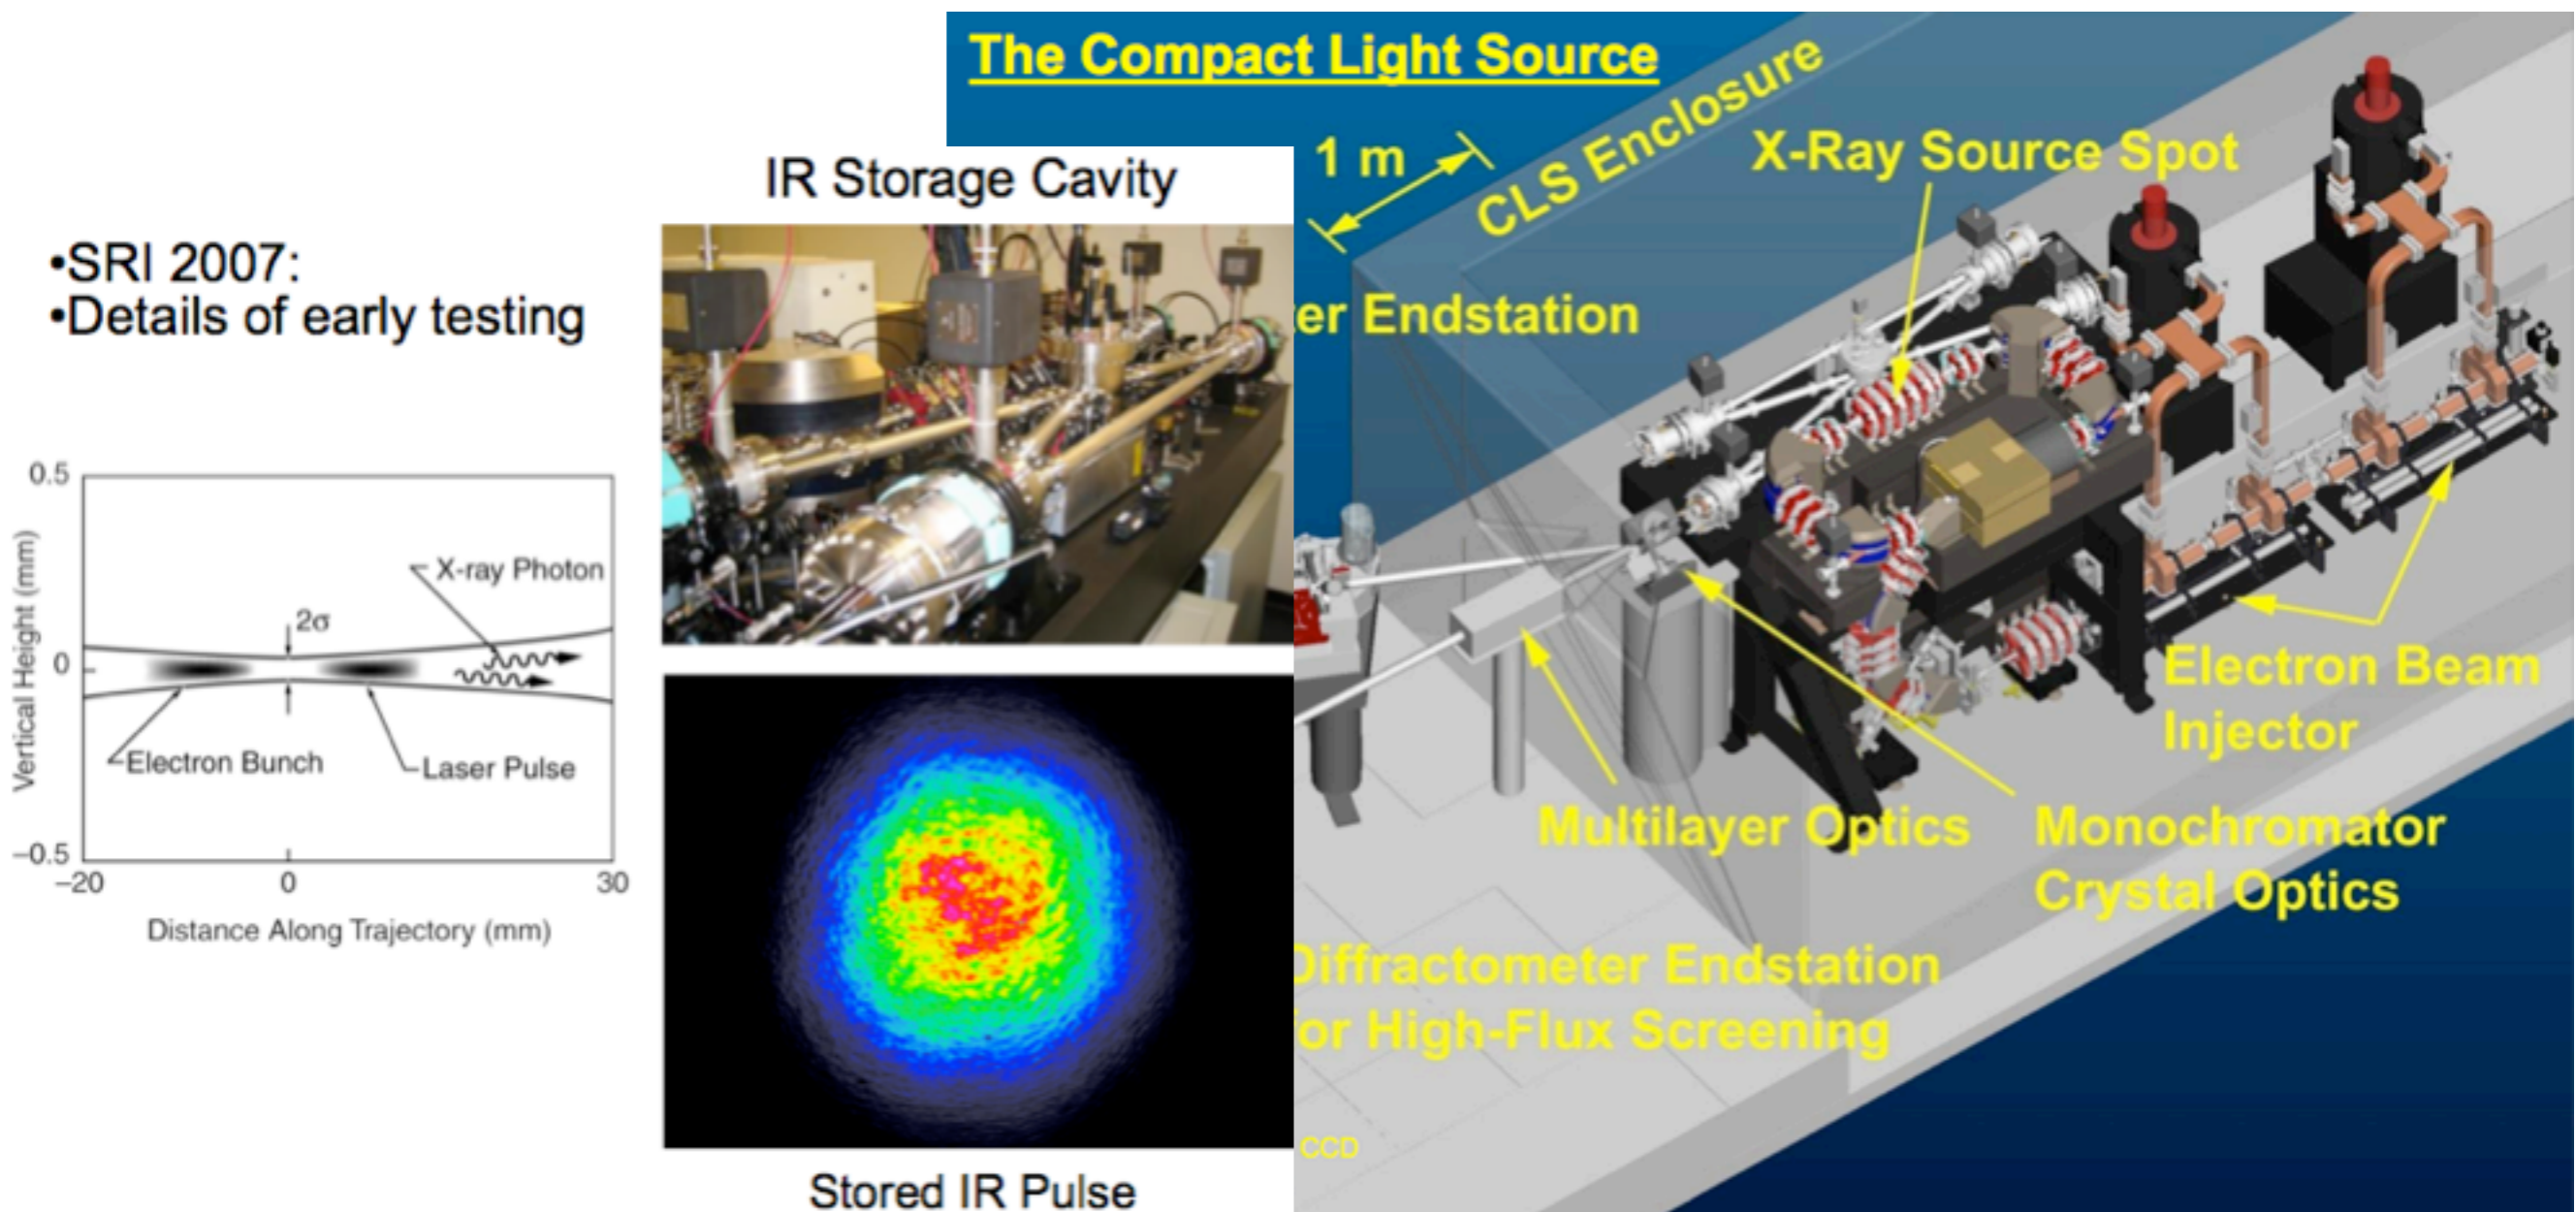 The Compact Light Source
IR Storage Cavity
•SRI 2007:
•Details of early testing
0.5
0
−0.5
−20
0
30
Vertical Height (mm)
Distance Along Trajectory (mm)
2σ
X-ray Photon
Electron Bunch
Laser Pulse
Stored IR Pulse
1 m
CLS Enclosure
X-Ray Source Spot
Endstation
Electron Beam
Injector
Multilayer Optics
Monochromator
Crystal Optics
Diffractometer Endstation
for High-Flux Screening
CCD